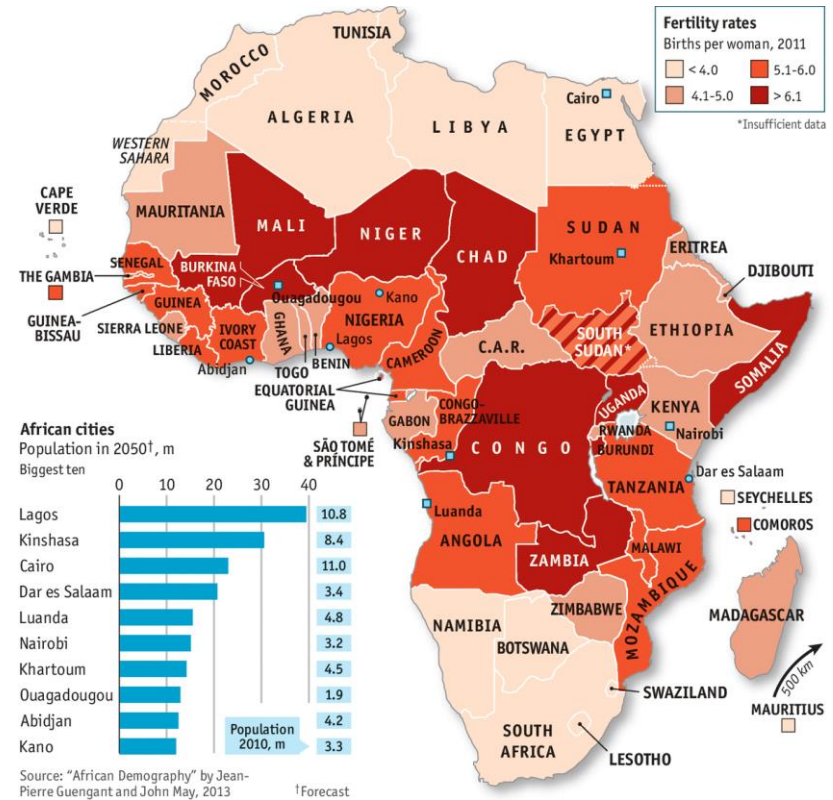 Fertility rates
Births per woman, 2011
< 4.0
5.1-6.0
4.1-5.0
> 6.1
*Insufficient data
TUNISIA
MOROCCO
ALGERIA
LIBYA
Cairo
EGYPT
WESTERN
SAHARA
CAPE
VERDE
MAURITANIA
MALI
NIGER
CHAD
SUDAN
Khartoum
ERITREA
DJIBOUTI
SENEGAL
THE GAMBIA
BURKINA
FASO
Ouagadougou
Kano
GUINEA-
BISSAU
GUINEA
SIERRA LEONE
LIBERIA
IVORY
COAST
GHANA
NIGERIA
Lagos
Abidjan
TOGO
BENIN
CAMEROON
C.A.R.
SOUTH
SUDAN*
ETHIOPIA
SOMALIA
EQUATORIAL
GUINEA
GABON
CONGO-
BRAZZAVILLE
UGANDA
KENYA
RWANDA
Nairobi
BURUNDI
SÃO TOMÉ
& PRÍNCIPE
Kinshasa
CONGO
TANZANIA
Dar es Salaam
SEYCHELLES
COMOROS
Luanda
ANGOLA
ZAMBIA
MALAWI
MOZAMBIQUE
ZIMBABWE
MADAGASCAR
NAMIBIA
BOTSWANA
SWAZILAND
500 km
MAURITIUS
SOUTH
AFRICA
LESOTHO
African cities
Population in 2050†, m
Biggest ten
0 10 20 30 40
Lagos 10.8
Kinshasa 8.4
Cairo 11.0
Dar es Salaam 3.4
Luanda 4.8
Nairobi 3.2
Khartoum 4.5
Ouagadougou 1.9
Abidjan 4.2
Kano 3.3
Population
2010, m
Source: "African Demography" by Jean-
Pierre Guengant and John May, 2013
†Forecast